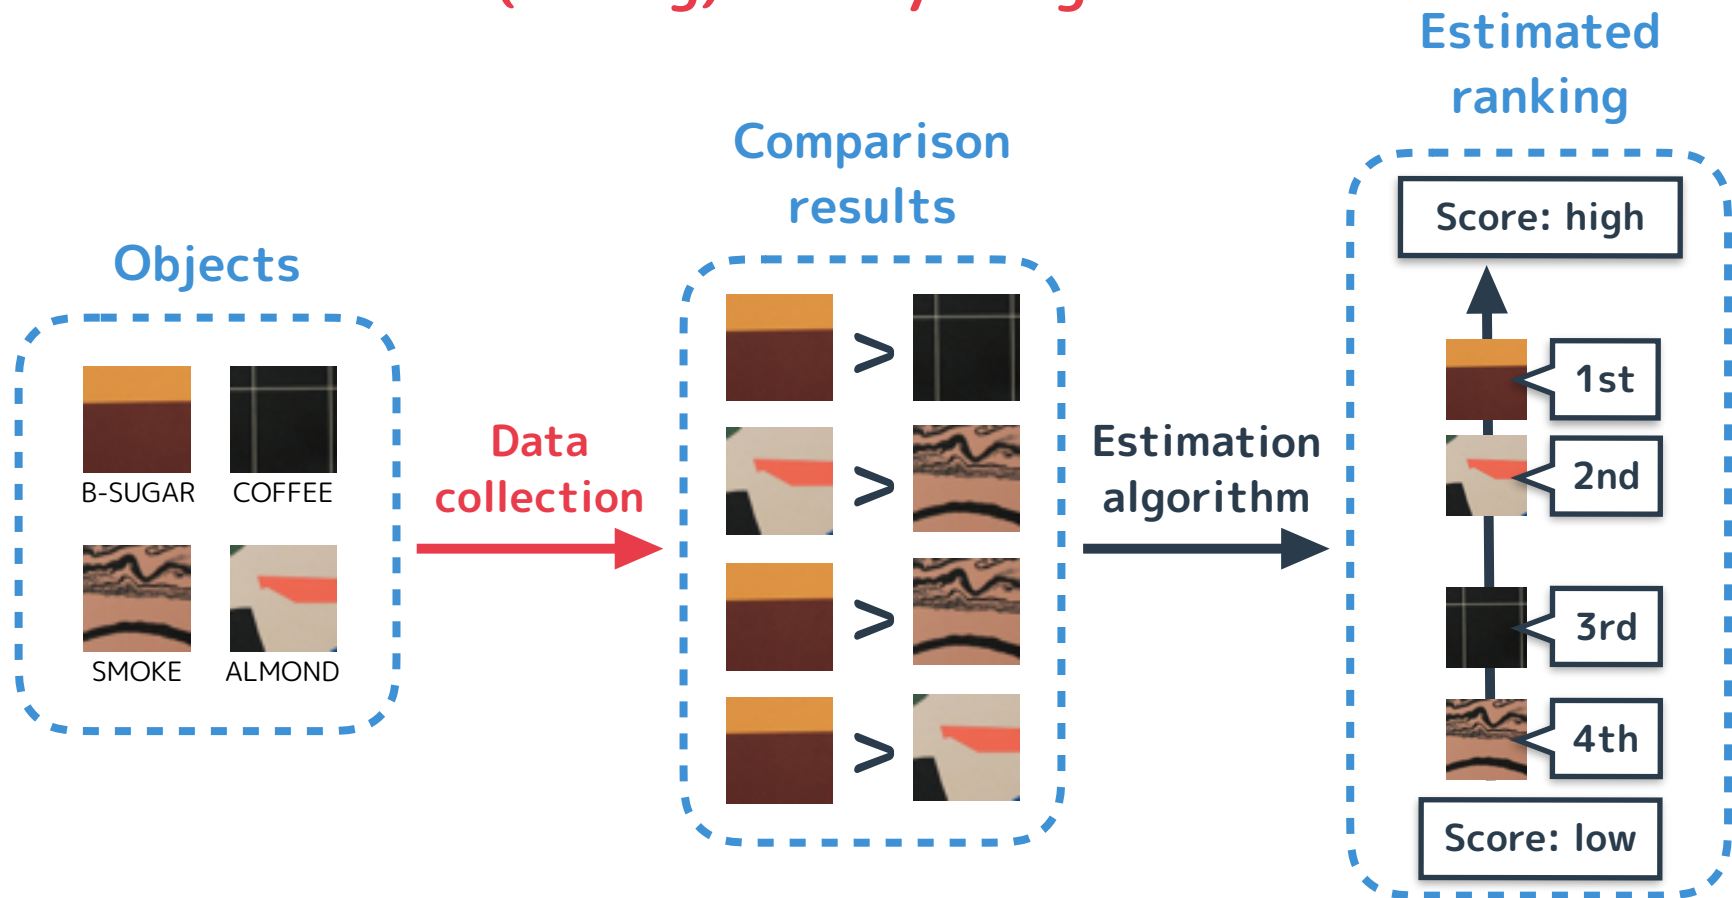 Objects
B-SUGAR
COFFEE
SMOKE
ALMOND
Data
collection
Comparison
results
>
>
>
>
Estimation
algorithm
Estimated
ranking
Score: high
1st
2nd
3rd
4th
Score: low